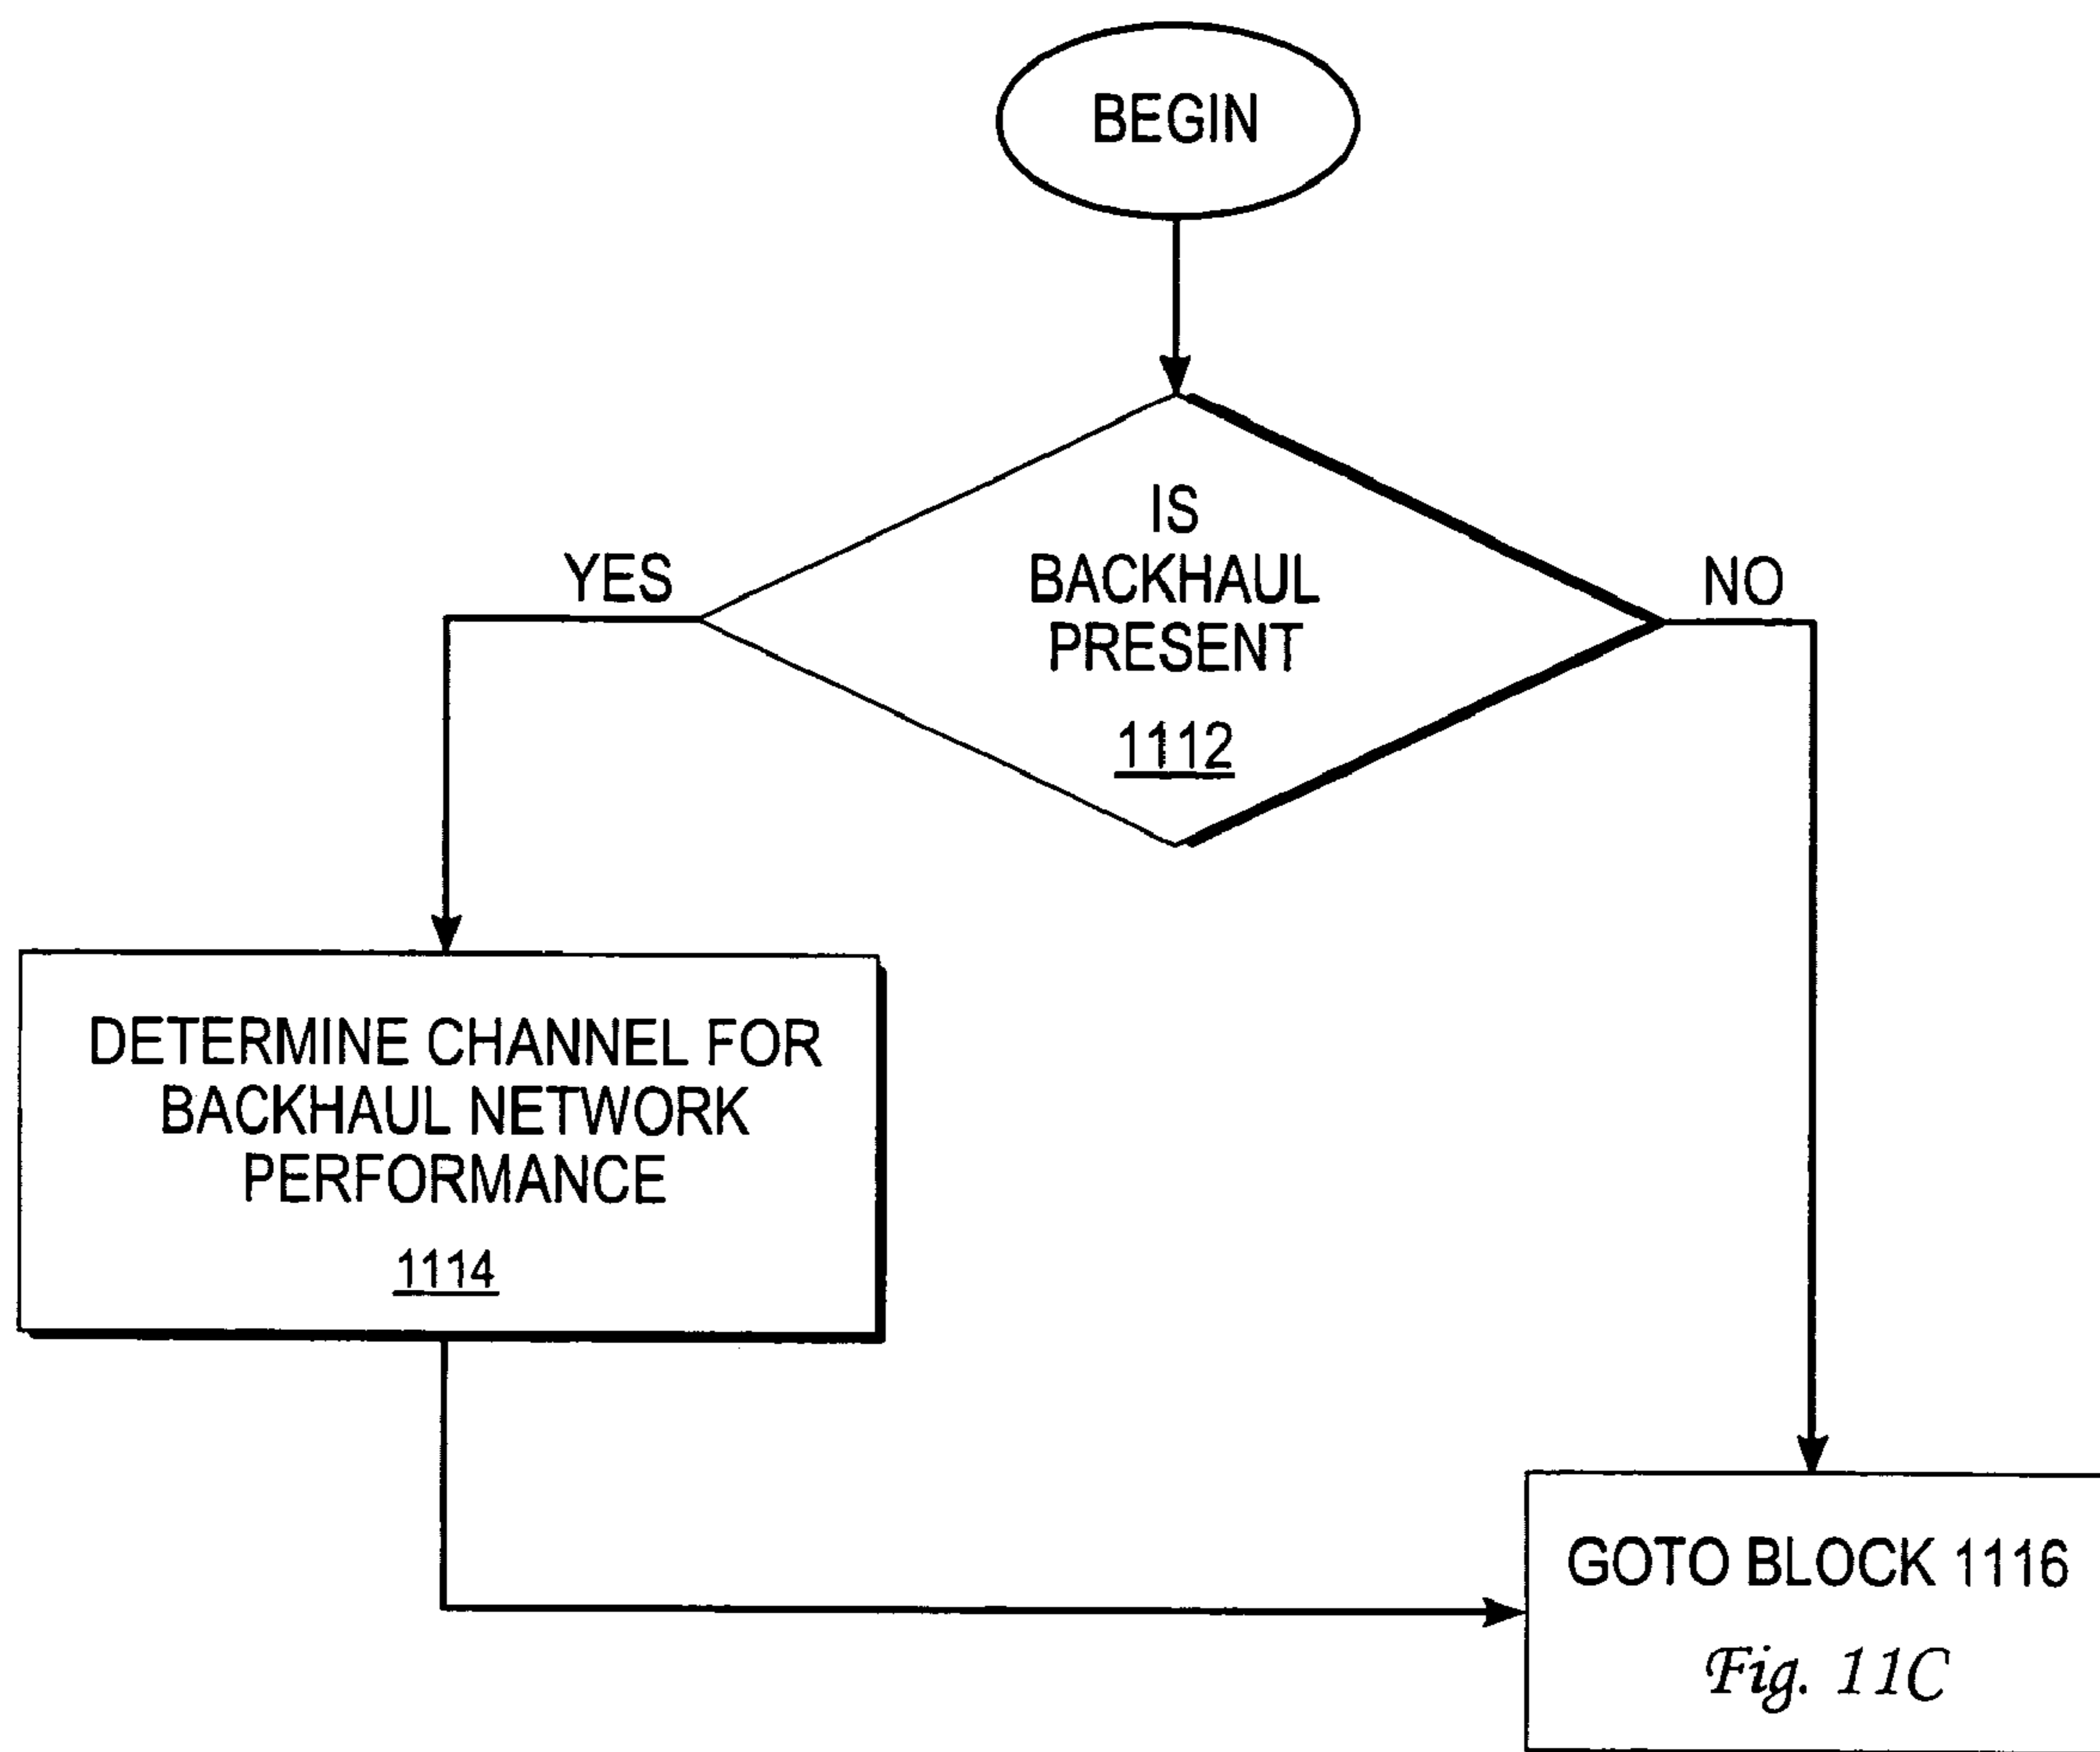 BEGIN
IS
BACKHAUL
PRESENT
1112
YES
NO
DETERMINE CHANNEL FOR
BACKHAUL NETWORK
PERFORMANCE
1114
GOTO BLOCK 1116
Fig. 11C